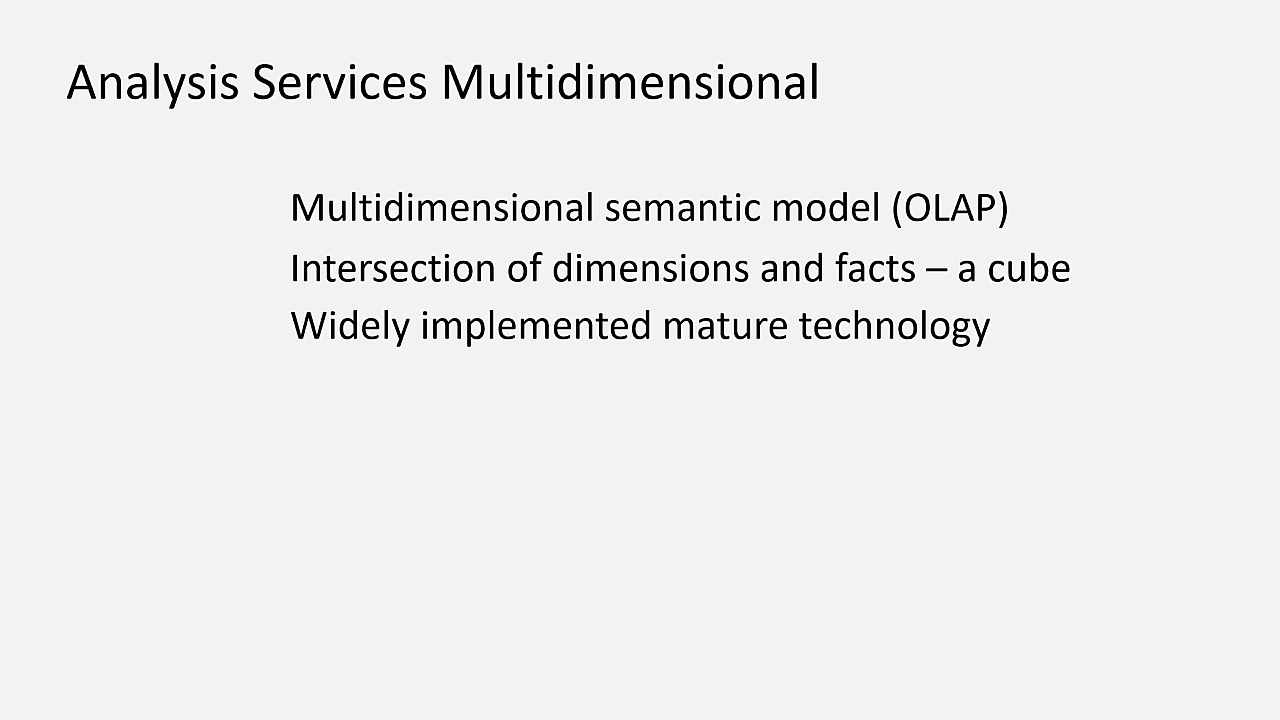 Analysis Services Multidimensional
Multidimensional semantic model (OLAP)
Intersection of dimensions and facts – a cube
Widely implemented mature technology